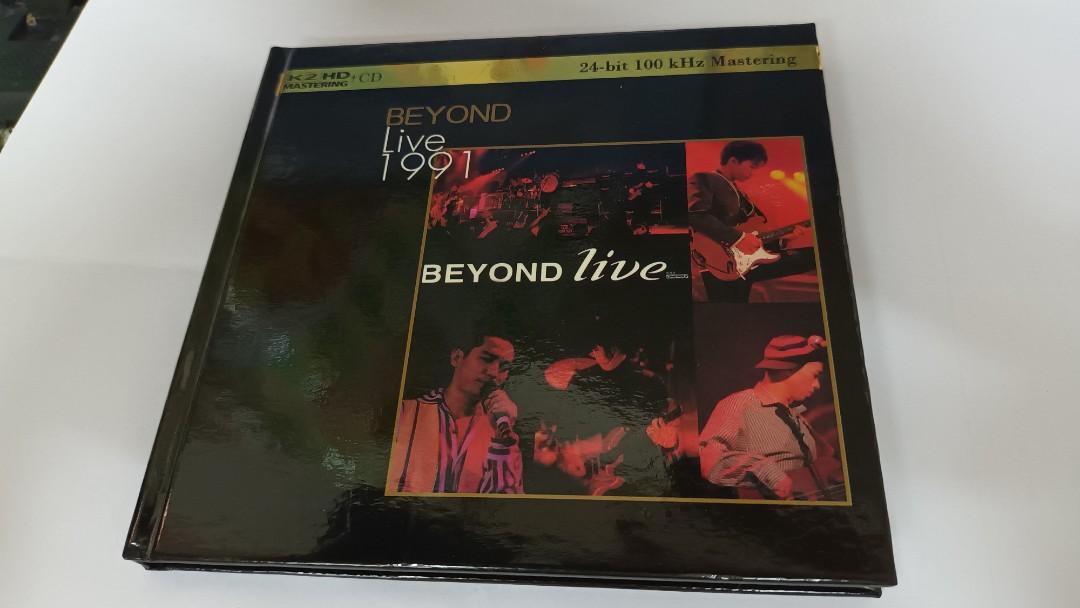 K2 HD+CD
MASTERING
24-bit 100 kHz Mastering
BEYOND
Live
1991
BEYOND live